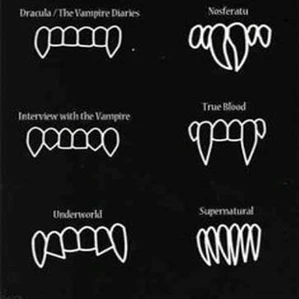 Dracula / The Vampire Diaries
Nosferatu
Interview with the Vampire
True Blood
Underworld
Supernatural